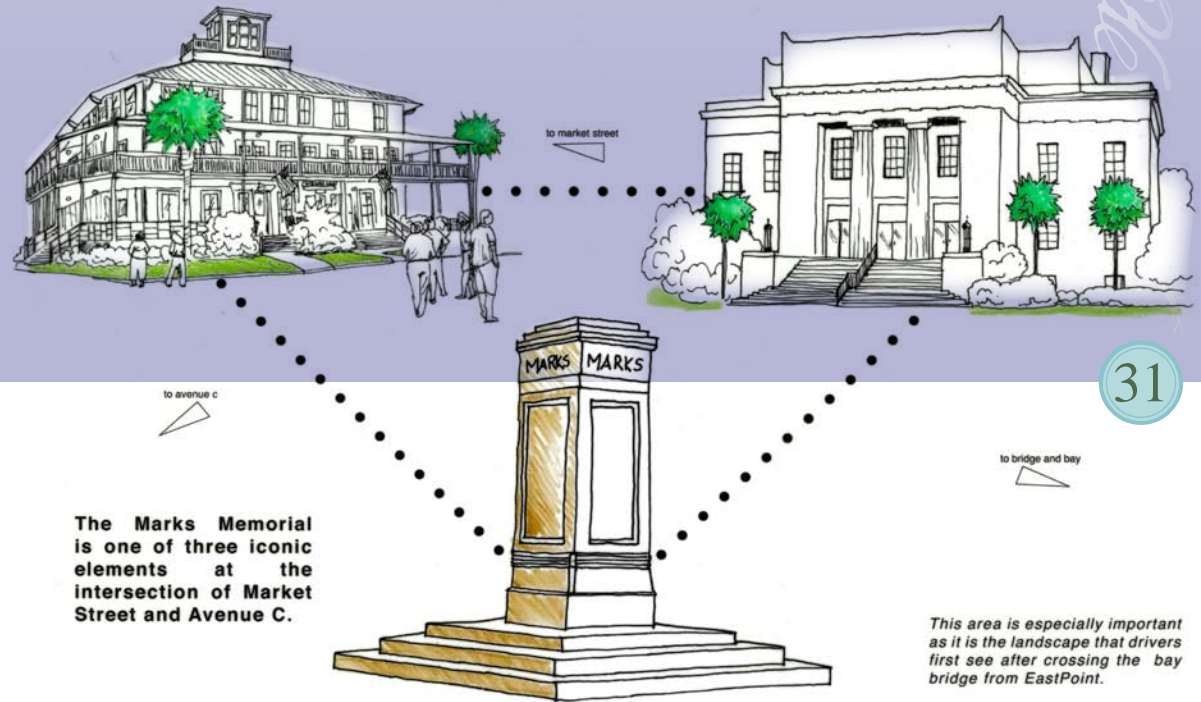 to market street
MARKS MARKS
31
to avenue c
to bridge and bay
The Marks Memorial
is one of three iconic
elements at the
intersection of Market
Street and Avenue C.
This area is especially important
as it is the landscape that drivers
first see after crossing the bay
bridge from EastPoint.